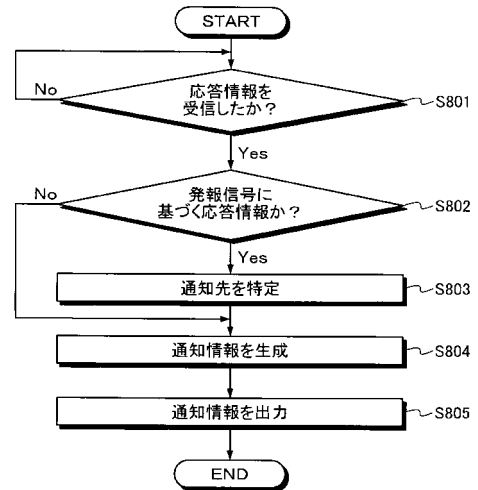 START
応答情報を
受信したか？
No
S801
Yes
発報信号に
基づく応答情報か？
No
S802
Yes
通知先を特定
S803
通知情報を生成
S804
通知情報を出力
S805
END